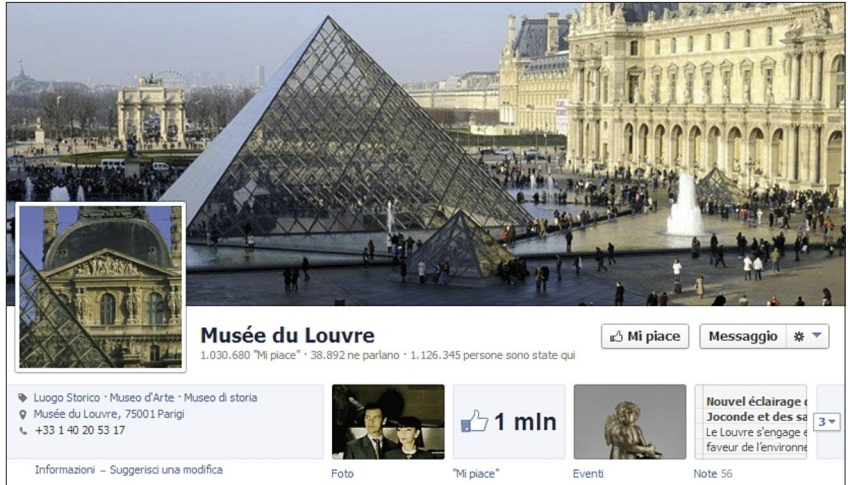 Musée du Louvre
Mi piace
Messaggio
1.030.680 "Mi piace" · 38.892 ne parlano · 1.126.345 persone sono state qui
Luogo Storico · Museo d'Arte · Museo di storia
Musée du Louvre, 75001 Parigi
+33 1 40 20 53 17
Informazioni – Suggerisci una modifica
1 mln
Nouvel éclairage
Joconde et des sa
Le Louvre s'engage e
faveur de l'environne
3
Foto
"Mi piace"
Eventi
Note 56